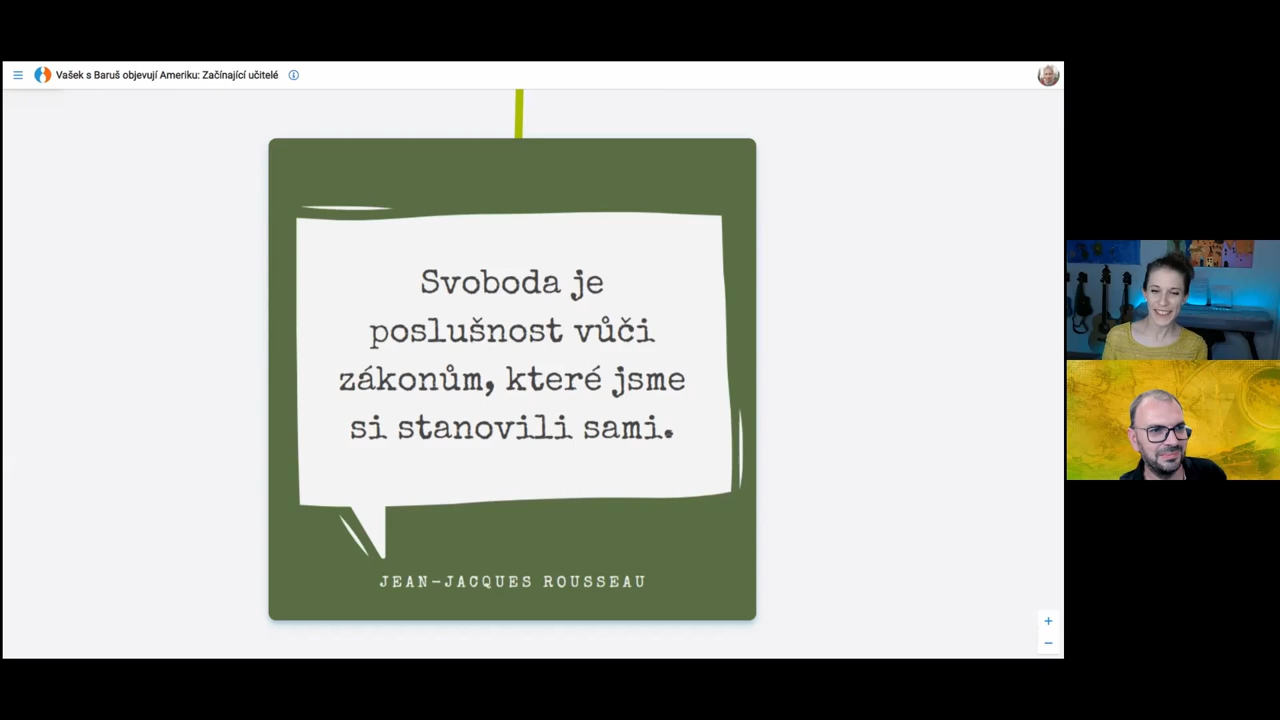 Vašek s Baruš objevují Ameriku: Začínající učitelé
Svoboda je
poslušnost vůči
zákonům, které jsme
si stanovili sami.
JEAN-JACQUES ROUSSEAU